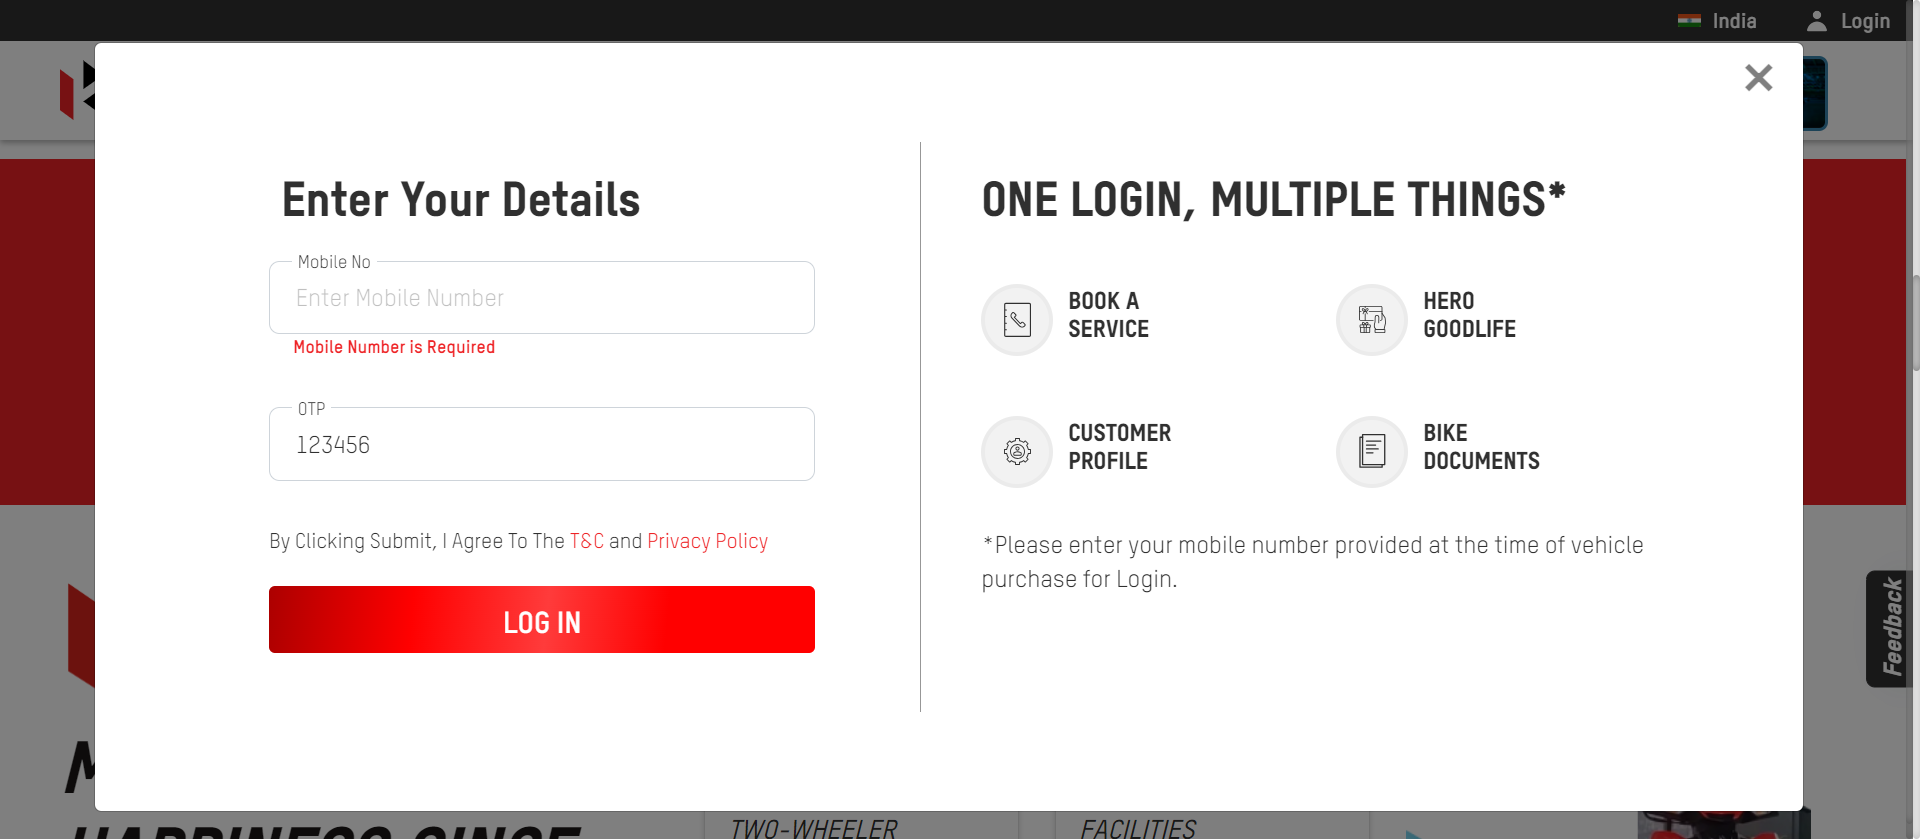 India
Login
Enter Your Details
Mobile No
Enter Mobile Number
Mobile Number is Required
OTP
123456
By Clicking Submit, I Agree To The T&C and Privacy Policy
LOG IN
ONE LOGIN, MULTIPLE THINGS*
BOOK A
SERVICE
HERO
GOODLIFE
CUSTOMER
PROFILE
BIKE
DOCUMENTS
*Please enter your mobile number provided at the time of vehicle
purchase for Login.
Feedback
HAPPINESS SINCE
TWO-WHEELER
FACILITIES